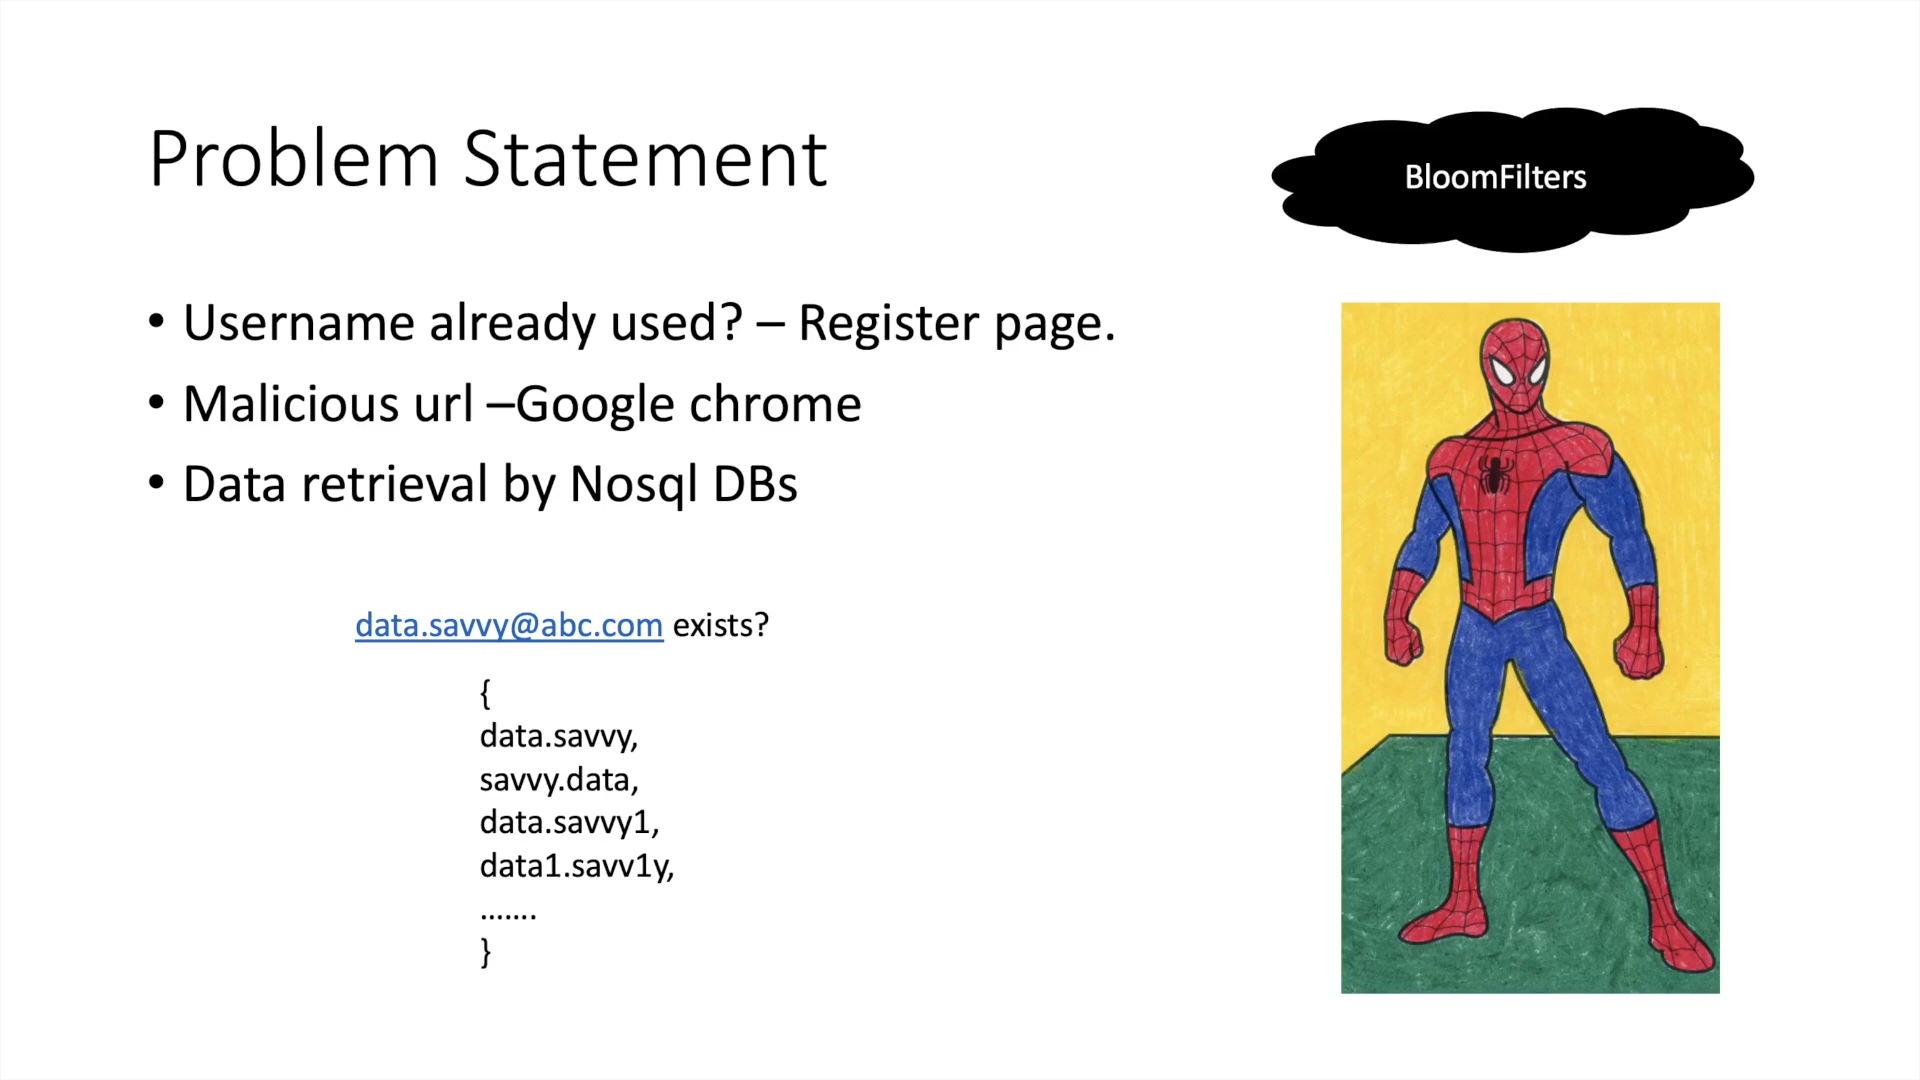 Problem Statement
BloomFilters
• Username already used? – Register page.
• Malicious url –Google chrome
• Data retrieval by Nosql DBs
data.savvy@abc.com exists?
{
data.savvy,
savvy.data,
data.savvy1,
data1.savv1y,
.......
}